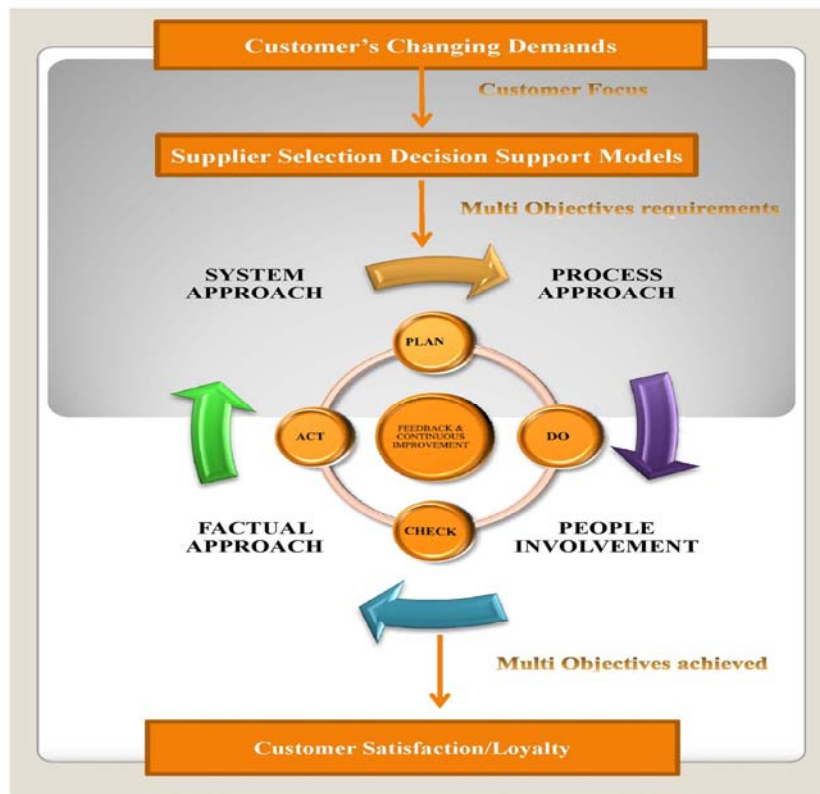 Customer's Changing Demands
Customer Focus
Supplier Selection Decision Support Models
Multi Objectives requirements
SYSTEM
APPROACH
PROCESS
APPROACH
PLAN
ACT
FEEDBACK &
CONTINUOUS
IMPROVEMENT
DO
CHECK
FACTUAL
APPROACH
PEOPLE
INVOLVEMENT
Multi Objectives achieved
Customer Satisfaction/Loyalty